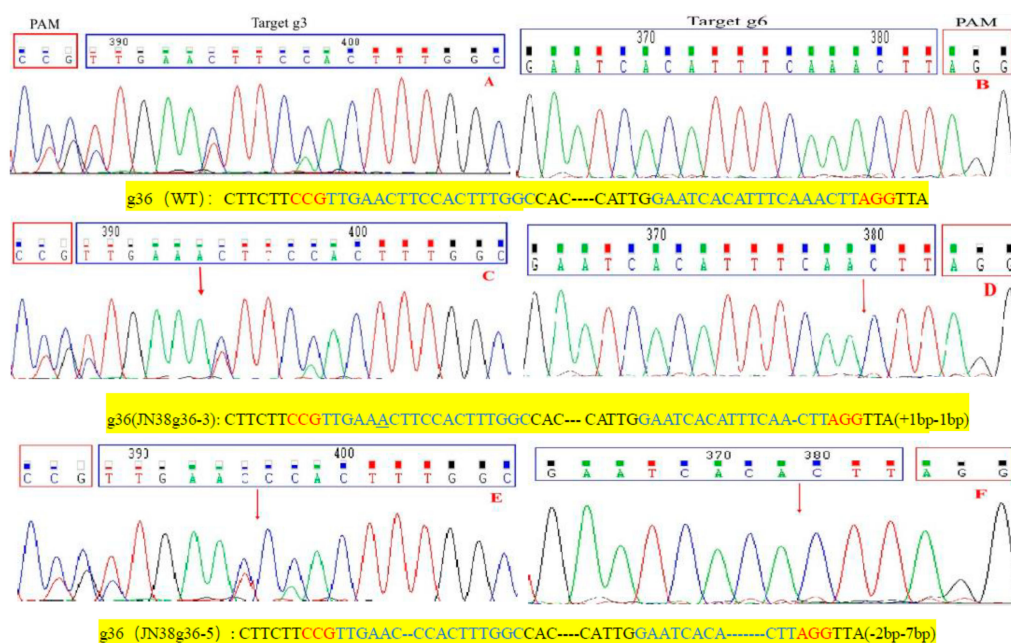 PAM Target g3
390 400
C C G T T G A A C T T C C A C T T T G G C
A
Target g6 PAM
370 380
G A A T C A C A T T T C A A A C T T A G G
B
g36 (WT): CTTCTTCCGTTGAACTTCCACTTTGGCCAC----CATTGGAATCACATTTCAAACTTAGGTTA
390 400
C C G T T G A A A C T T C C A C T T T G G C
C
370 380
G A A T C A C A T T T C A A C T T A G G
D
g36(JN38g36-3): CTTCTTCCGTTGAAACTTCCACTTTGGCCAC--- CATTGGAATCACATTTCAA-CTTAGGTTA(+1bp-1bp)
390 400
C C G T T G A A C C C A C T T T G G C
E
370 380
G A A T C A C A C T T A G G
F
g36 (JN38g36-5) : CTTCTTCCGTTGAAC--CCACTTTGGCCAC----CATTGGAATCACA-------CTTAGGTTA(-2bp-7bp)